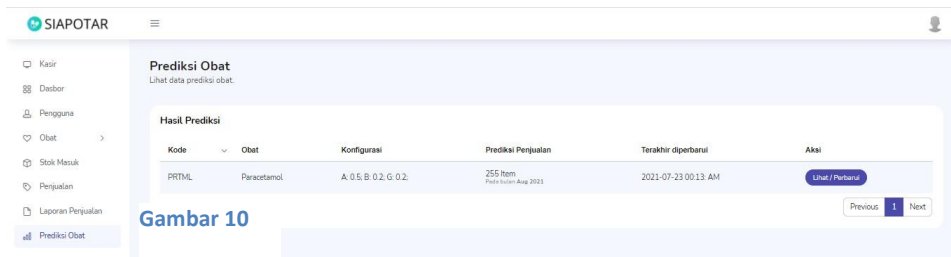 SIAPOTAR
Kasir
Dasbor
Pengguna
Obat >
Stok Masuk
Penjualan
Laporan Penjualan
Prediksi Obat
Prediksi Obat
Lihat data prediksi obat.
Hasil Prediksi
Kode Obat Konfigurasi Prediksi Penjualan Terakhir diperbarui Aksi
PRTML Paracetamol A: 0.5; B: 0.2; G: 0.2; 255 Item 2021-07-23 00:13: AM Lihat / Perbarui
Pada bulan Aug 2021
Previous 1 Next
Gambar 10